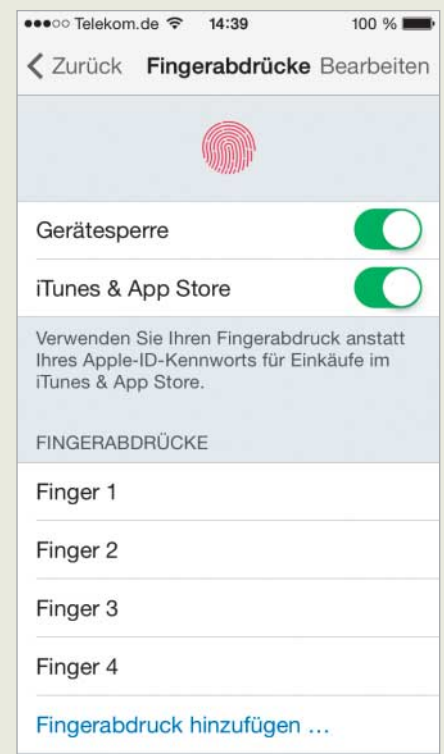 Telekom.de 14:39 100 %
Zurück Fingerabdrücke Bearbeiten
Gerätesperre
iTunes & App Store
Verwenden Sie Ihren Fingerabdruck anstatt
Ihres Apple-ID-Kennworts für Einkäufe im
iTunes & App Store.
FINGERABDRÜCKE
Finger 1
Finger 2
Finger 3
Finger 4
Fingerabdruck hinzufügen ...